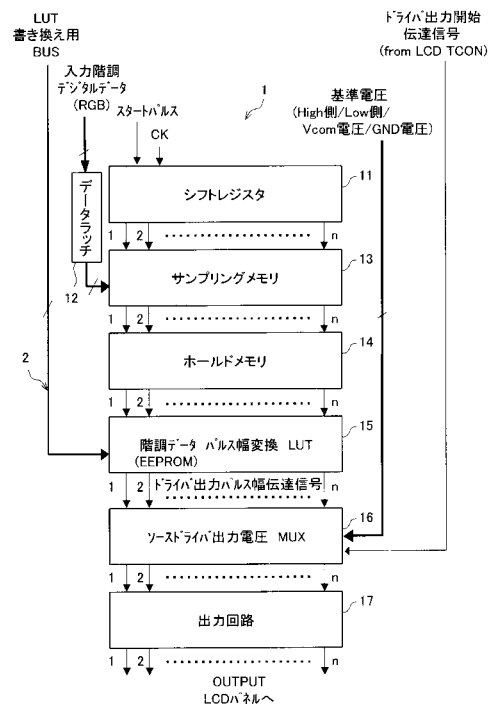 LUT
書き換え用
BUS
ドライバ出力開始
伝達信号
(from LCD TCON)
入力階調
デジタルデータ
(RGB)
スタートパルス
CK
1
基準電圧
(High側/Low側/
Vcom電圧/GND電圧)
データラッチ
12
シフトレジスタ
11
1 2 n
サンプリングメモリ
13
1 2 n
ホールドメモリ
14
1 2 n
2
階調データ パルス幅変換 LUT
(EEPROM)
15
1 2 ドライバ出力パルス幅伝達信号 n
ソースドライバ出力電圧 MUX
16
1 2 n
出力回路
17
1 2 n
OUTPUT
LCDパネルへ